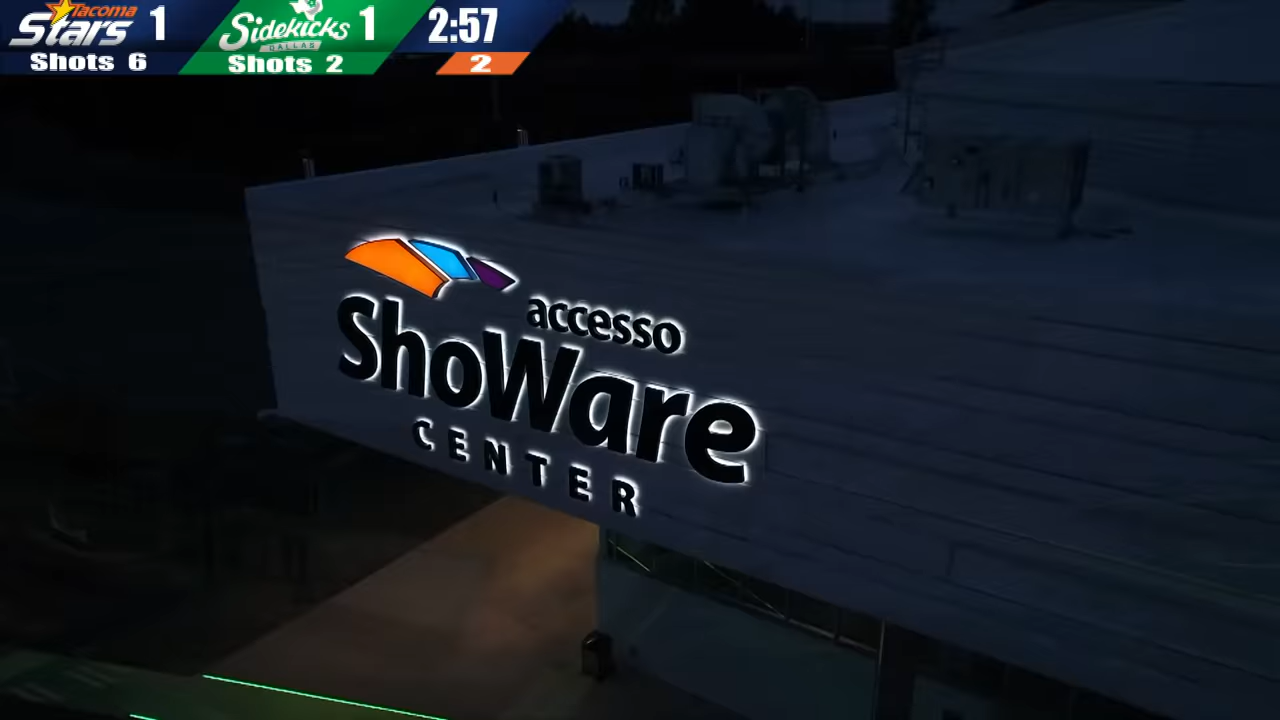 Tacoma
Stars 1
Shots 6
Sidekicks 1
DALLAS
Shots 2
2:57
2
accesso
ShoWare
CENTER